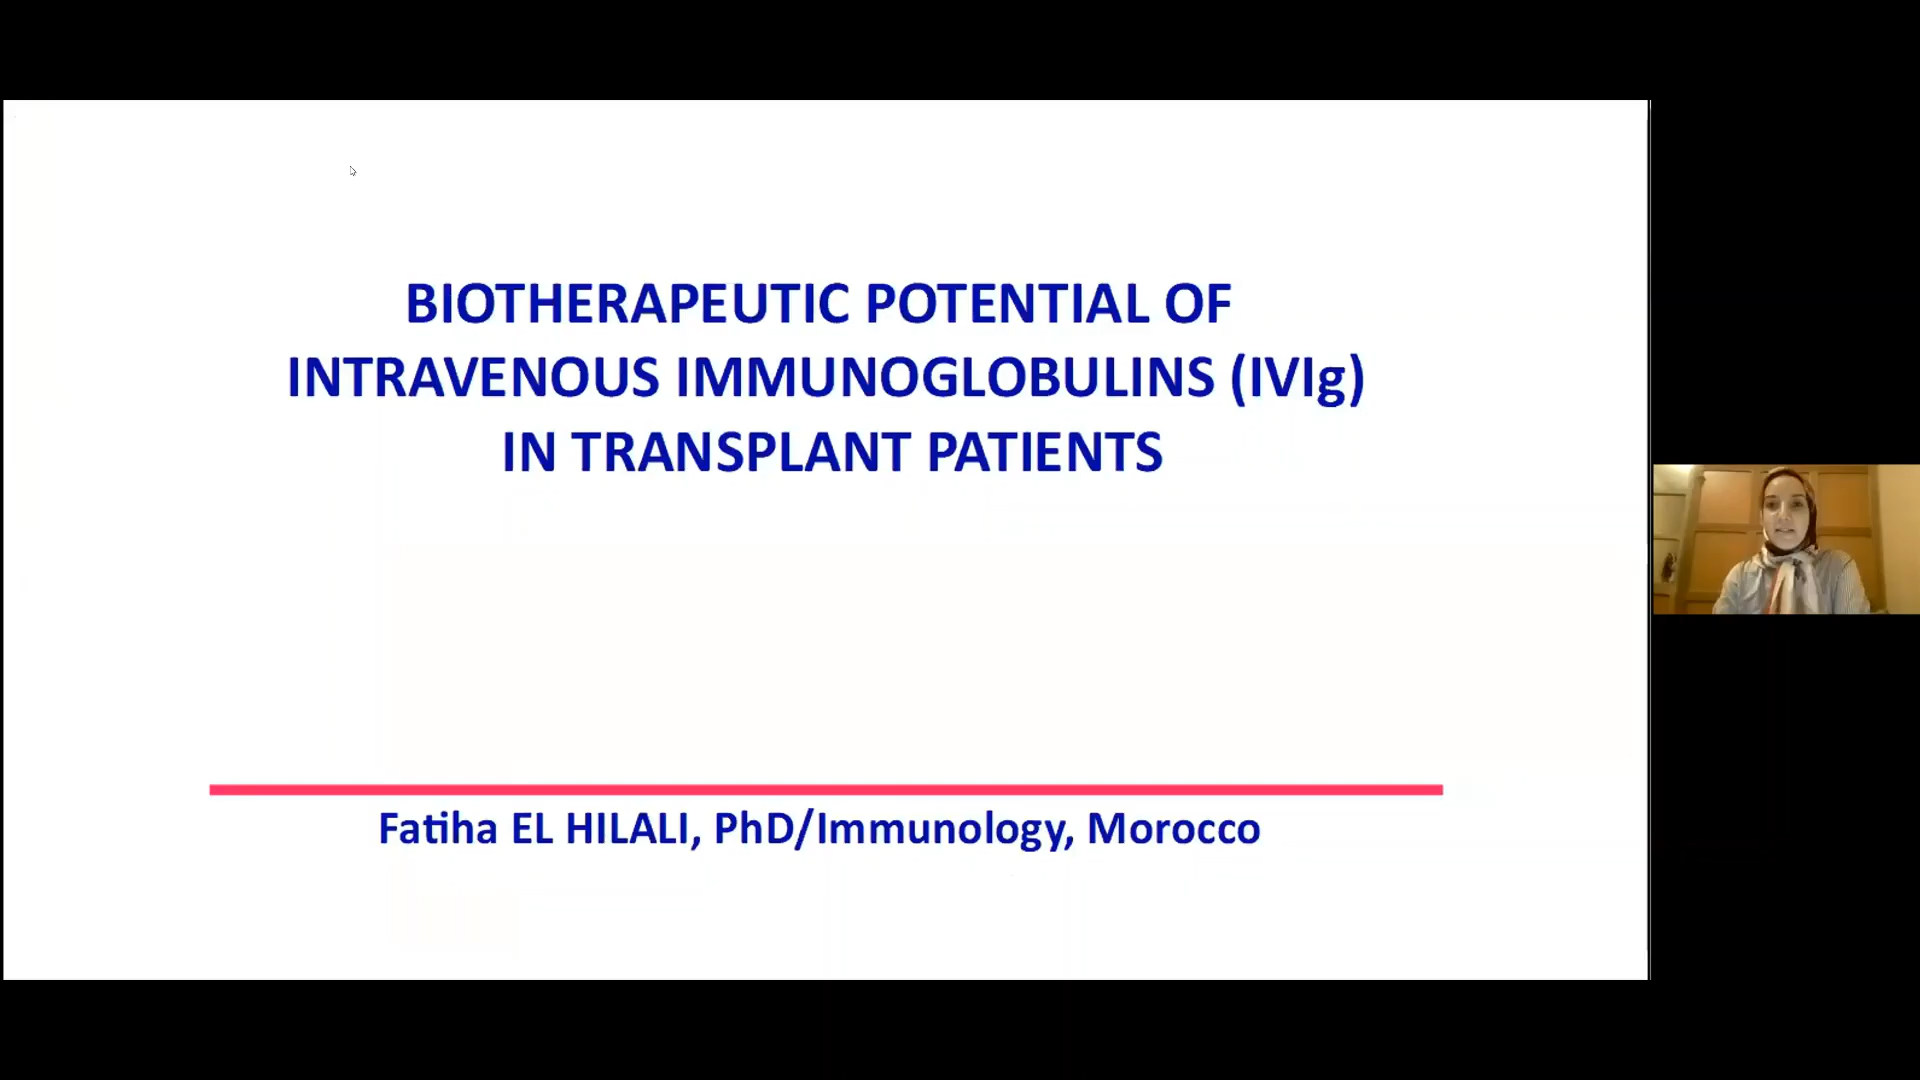 BIOTHERAPEUTIC POTENTIAL OF
INTRAVENOUS IMMUNOGLOBULINS (IVIg)
IN TRANSPLANT PATIENTS
Fatiha EL HILALI, PhD/Immunology, Morocco